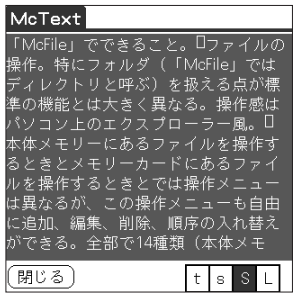 McText
「McFile」でできること。▯ファイルの
操作。特にフォルダ（「McFile」では
ディレクトリと呼ぶ）を扱える点が標
準の機能とは大きく異なる。操作感は
パソコン上のエクスプローラー風。▯
本体メモリーにあるファイルを操作す
るときとメモリーカードにあるファイ
ルを操作するときとでは操作メニュー
は異なるが、この操作メニューも自由
に追加、編集、削除、順序の入れ替え
ができる。全部で14種類（本体メモ
閉じる t s S L